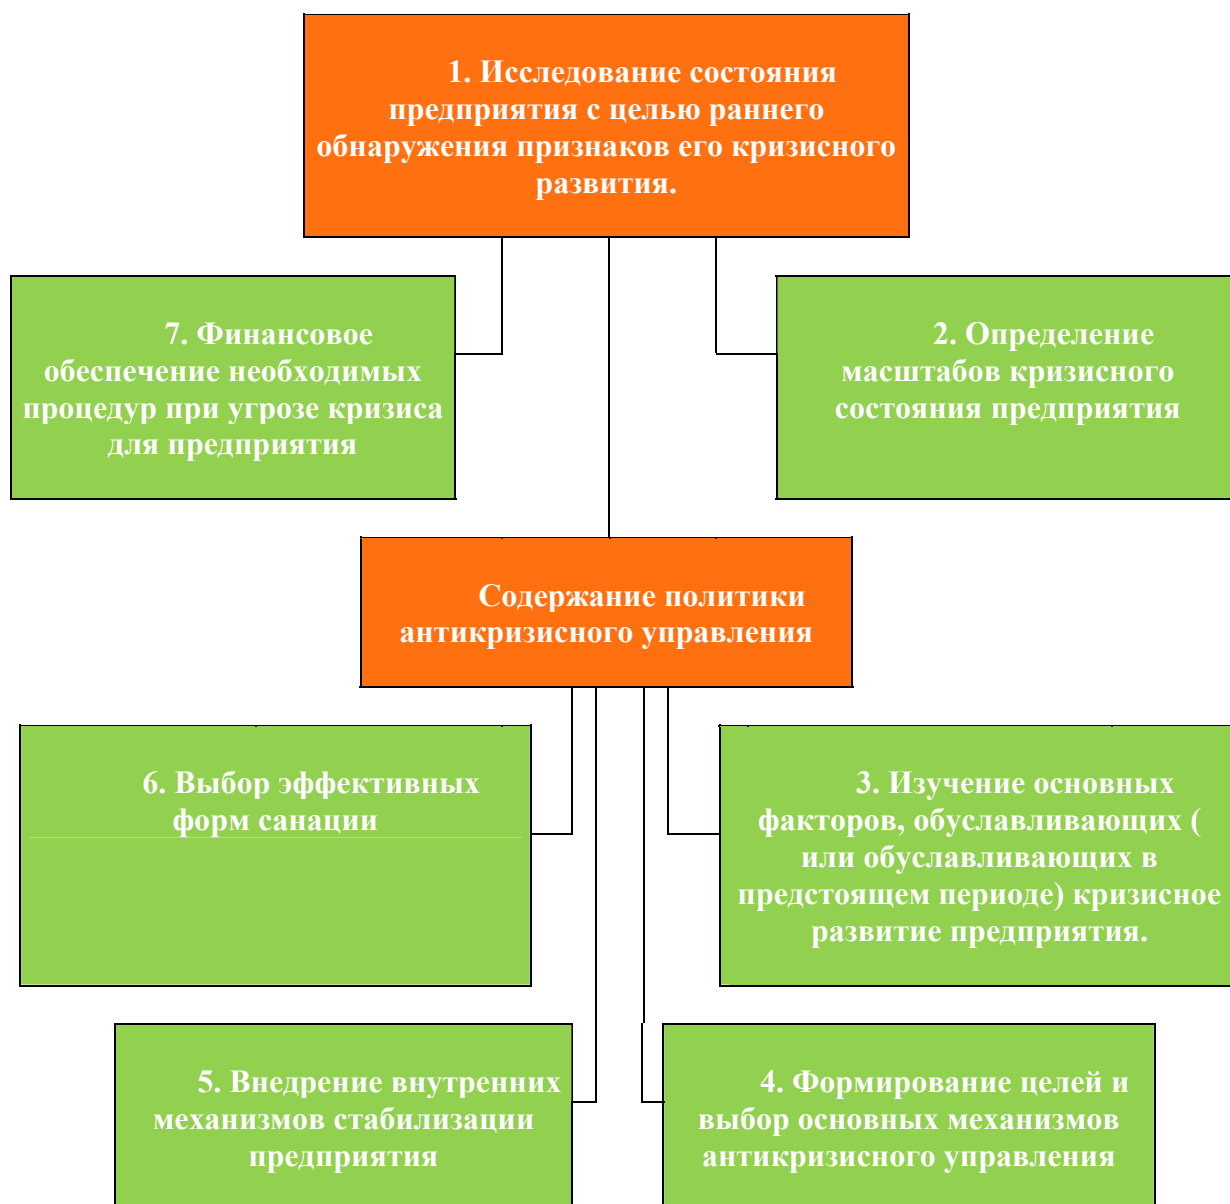 1. Исследование состояния
предприятия с целью раннего
обнаружения признаков его кризисного
развития.
7. Финансовое
обеспечение необходимых
процедур при угрозе кризиса
для предприятия
2. Определение
масштабов кризисного
состояния предприятия
Содержание политики
антикризисного управления
6. Выбор эффективных
форм санации
3. Изучение основных
факторов, обуславливающих (
или обуславливающих в
предстоящем периоде) кризисное
развитие предприятия.
5. Внедрение внутренних
механизмов стабилизации
предприятия
4. Формирование целей и
выбор основных механизмов
антикризисного управления